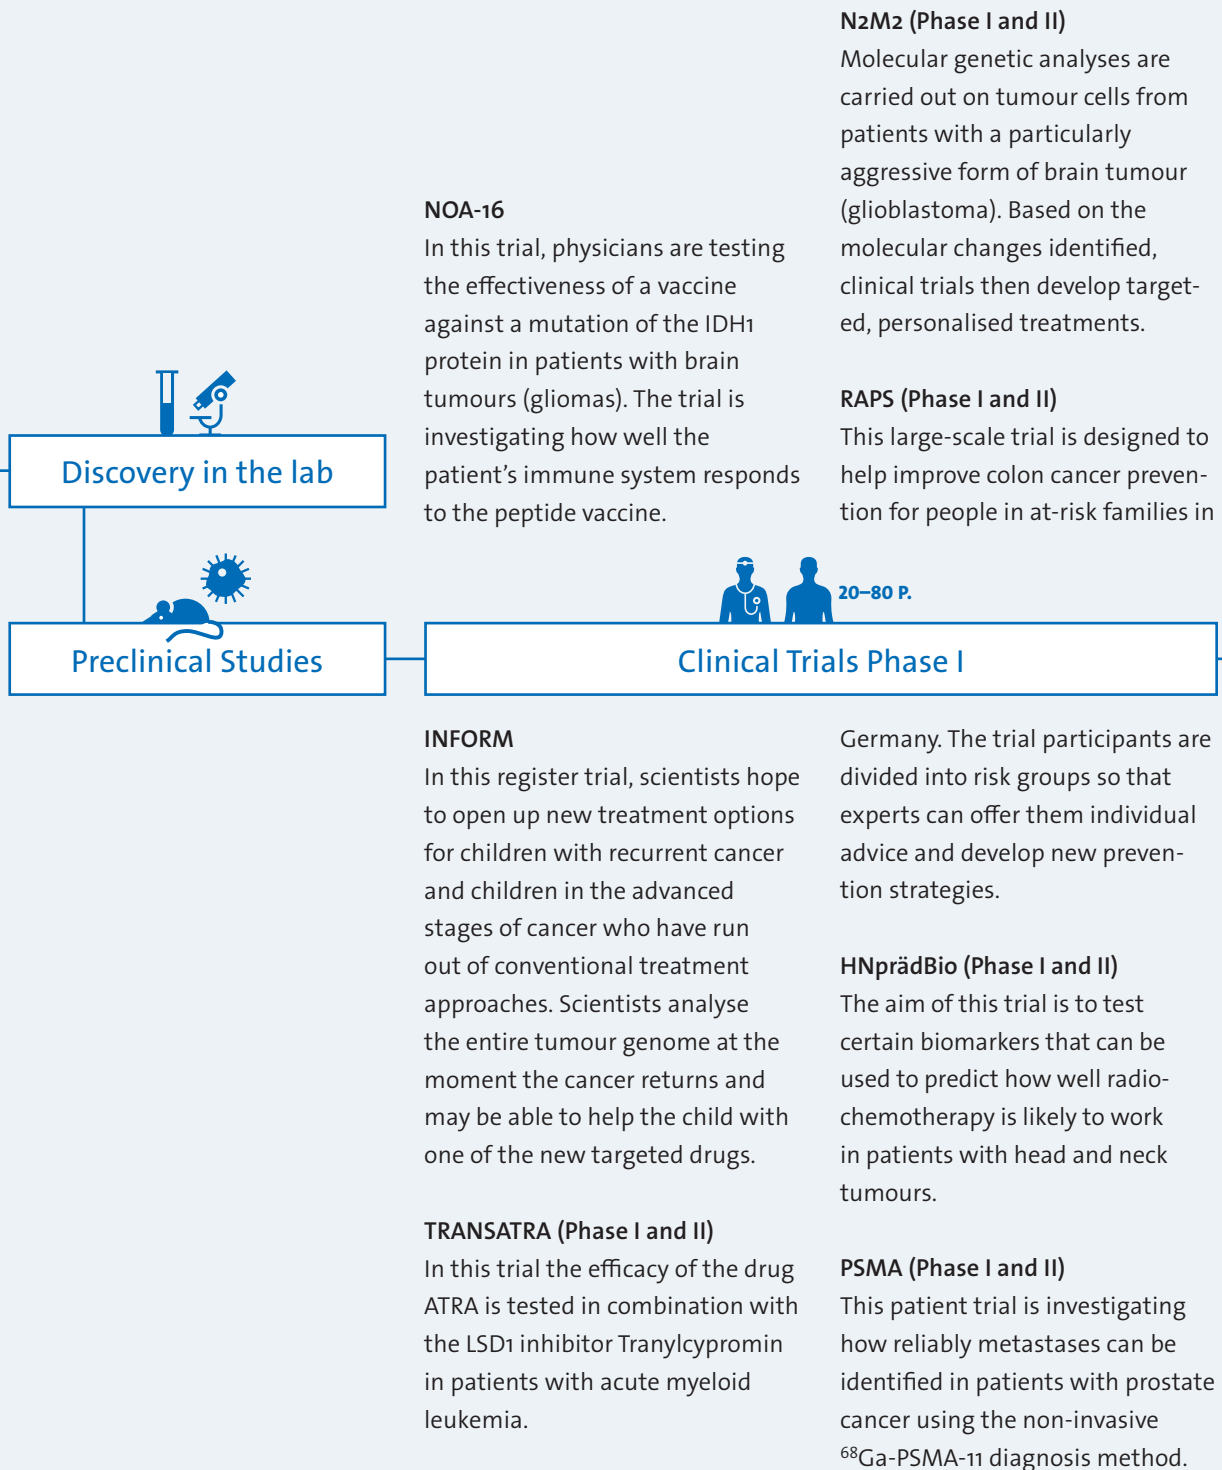 Discovery in the lab
Preclinical Studies
NOA-16
In this trial, physicians are testing
the effectiveness of a vaccine
against a mutation of the IDH1
protein in patients with brain
tumours (gliomas). The trial is
investigating how well the
patient’s immune system responds
to the peptide vaccine.
20–80 P.
Clinical Trials Phase I
INFORM
In this register trial, scientists hope
to open up new treatment options
for children with recurrent cancer
and children in the advanced
stages of cancer who have run
out of conventional treatment
approaches. Scientists analyse
the entire tumour genome at the
moment the cancer returns and
may be able to help the child with
one of the new targeted drugs.
TRANSATRA (Phase I and II)
In this trial the efficacy of the drug
ATRA is tested in combination with
the LSD1 inhibitor Tranylcypromin
in patients with acute myeloid
leukemia.
N2M2 (Phase I and II)
Molecular genetic analyses are
carried out on tumour cells from
patients with a particularly
aggressive form of brain tumour
(glioblastoma). Based on the
molecular changes identified,
clinical trials then develop target-
ed, personalised treatments.
RAPS (Phase I and II)
This large-scale trial is designed to
help improve colon cancer preven-
tion for people in at-risk families in
Germany. The trial participants are
divided into risk groups so that
experts can offer them individual
advice and develop new preven-
tion strategies.
HNprädBio (Phase I and II)
The aim of this trial is to test
certain biomarkers that can be
used to predict how well radio-
chemotherapy is likely to work
in patients with head and neck
tumours.
PSMA (Phase I and II)
This patient trial is investigating
how reliably metastases can be
identified in patients with prostate
cancer using the non-invasive
⁶⁸Ga-PSMA-11 diagnosis method.